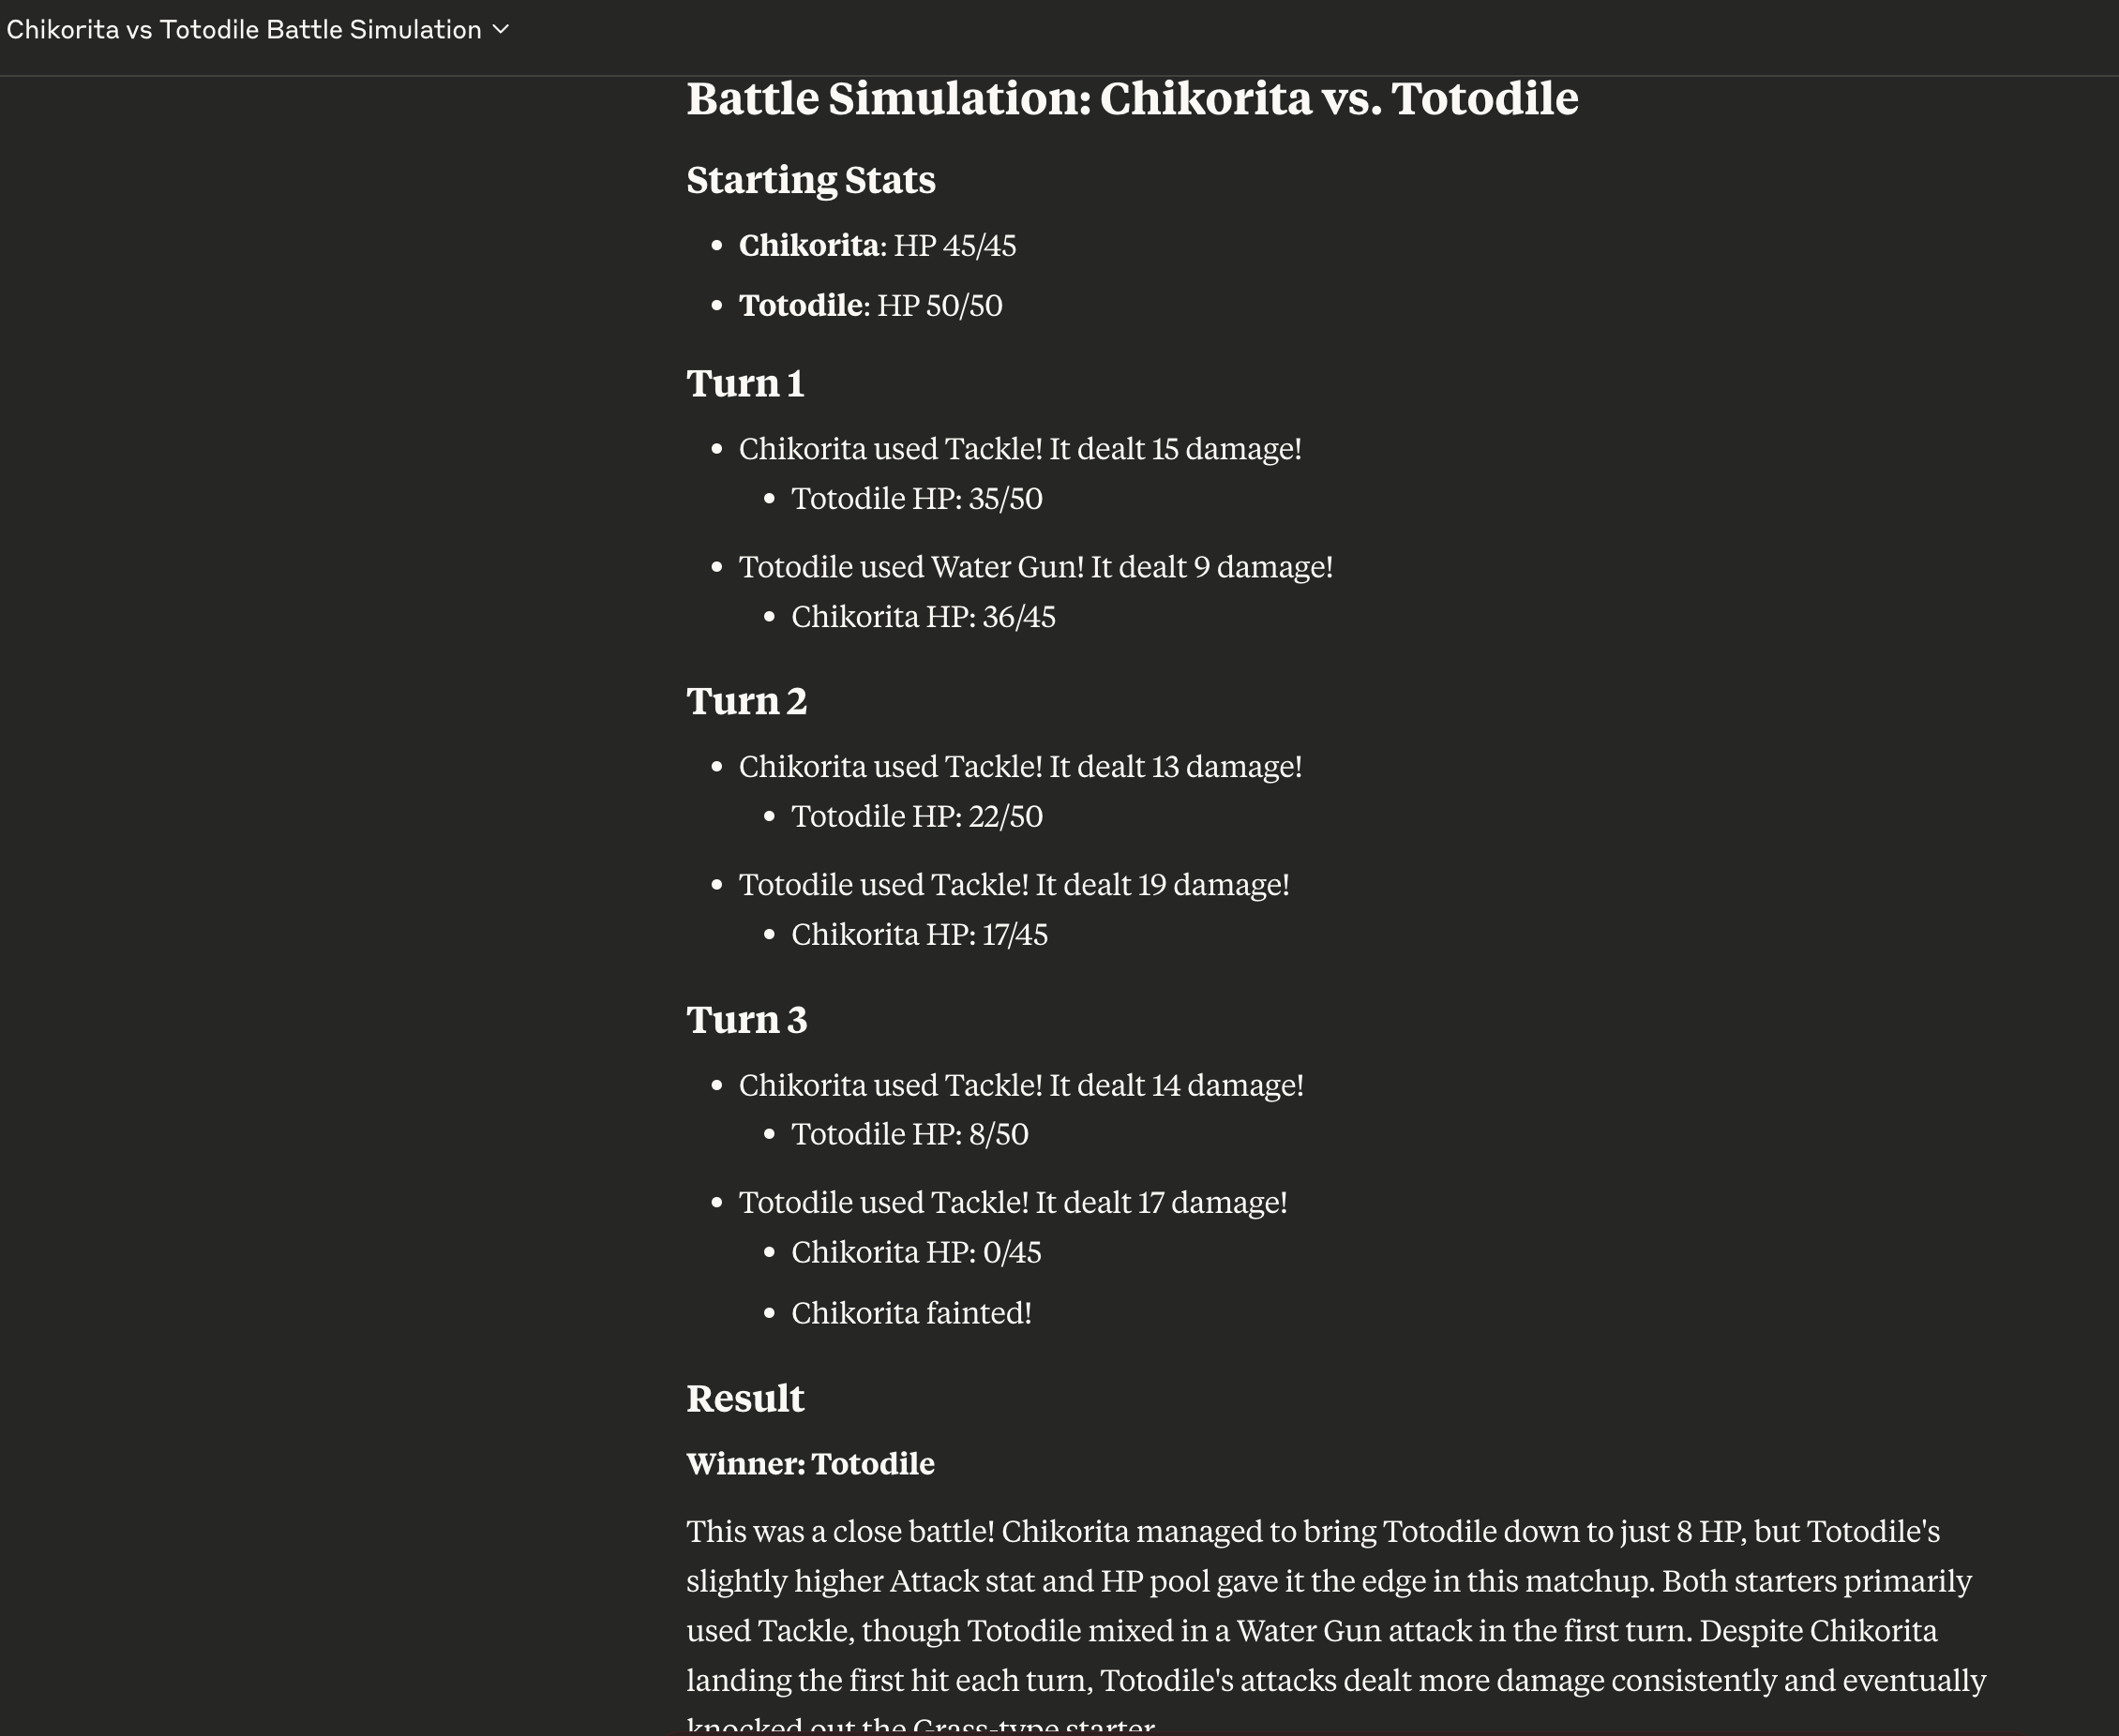 Chikorita vs Totodile Battle Simulation
Battle Simulation: Chikorita vs. Totodile
Starting Stats
Chikorita: HP 45/45
Totodile: HP 50/50
Turn 1
Chikorita used Tackle! It dealt 15 damage!
Totodile HP: 35/50
Totodile used Water Gun! It dealt 9 damage!
Chikorita HP: 36/45
Turn 2
Chikorita used Tackle! It dealt 13 damage!
Totodile HP: 22/50
Totodile used Tackle! It dealt 19 damage!
Chikorita HP: 17/45
Turn 3
Chikorita used Tackle! It dealt 14 damage!
Totodile HP: 8/50
Totodile used Tackle! It dealt 17 damage!
Chikorita HP: 0/45
Chikorita fainted!
Result
Winner: Totodile
This was a close battle! Chikorita managed to bring Totodile down to just 8 HP, but Totodile's
slightly higher Attack stat and HP pool gave it the edge in this matchup. Both starters primarily
used Tackle, though Totodile mixed in a Water Gun attack in the first turn. Despite Chikorita
landing the first hit each turn, Totodile's attacks dealt more damage consistently and eventually
knocked out the Grass-type starter.